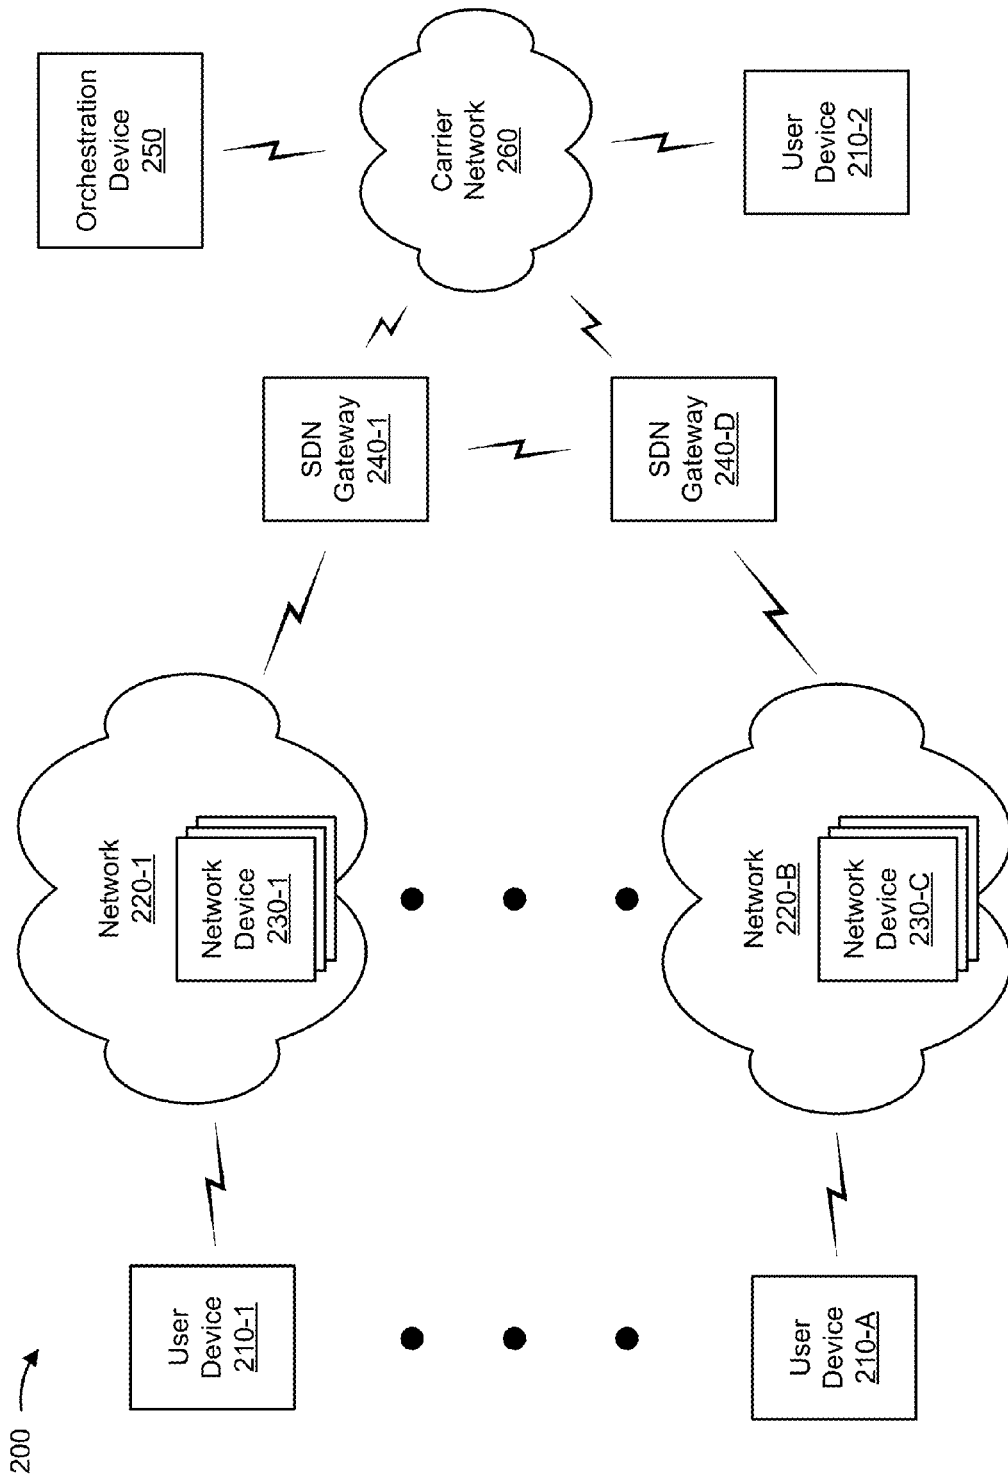 200
User
Device
210-1
Network
220-1
Network
Device
230-1
SDN
Gateway
240-1
Orchestration
Device
250
Carrier
Network
260
User
Device
210-A
Network
220-B
Network
Device
230-C
SDN
Gateway
240-D
User
Device
210-2